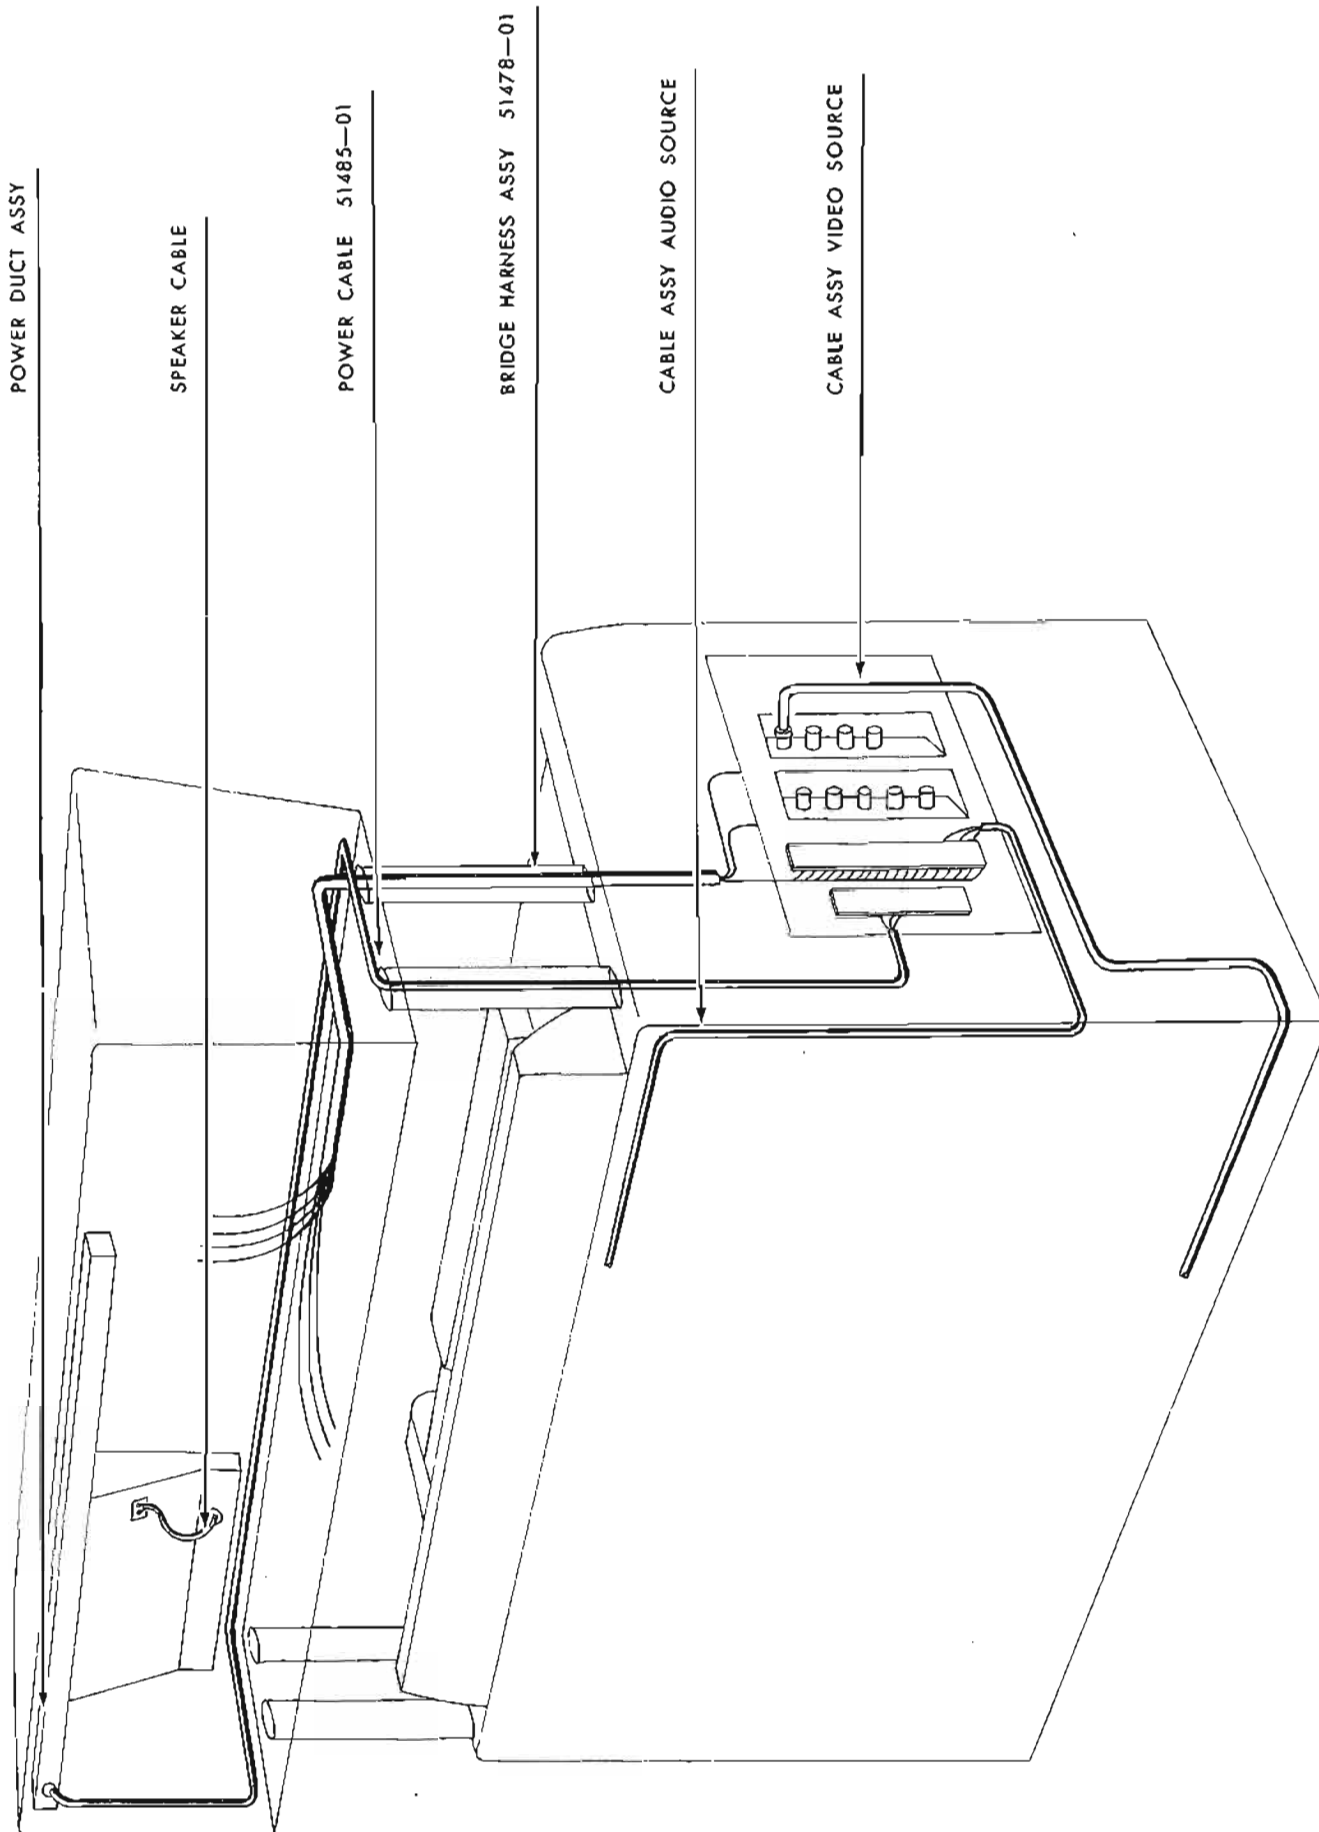 POWER DUCT ASSY
SPEAKER CABLE
POWER CABLE 51485—01
BRIDGE HARNESS ASSY 51478—01
CABLE ASSY AUDIO SOURCE
CABLE ASSY VIDEO SOURCE